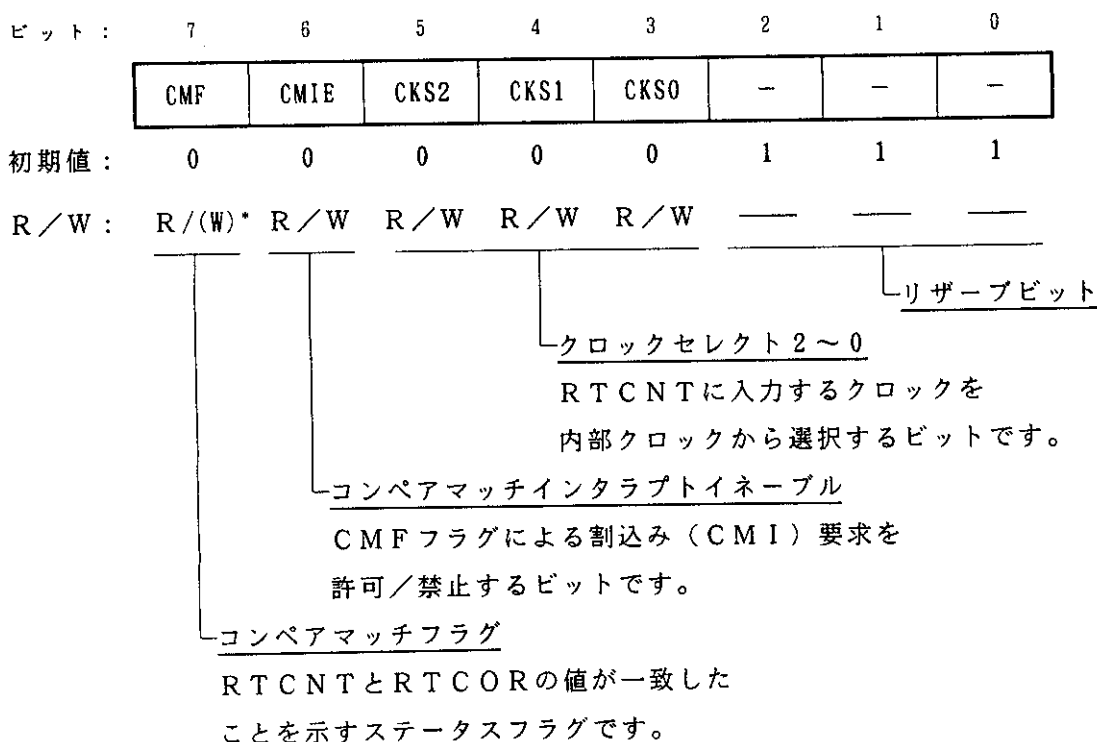 ビット： 7 6 5 4 3 2 1 0
CMF CMIE CKS2 CKS1 CKS0 － － －
初期値： 0 0 0 0 0 1 1 1
R／W： R/(W)* R／W R／W R／W R／W ― ― ―
リザーブビット
クロックセレクト2～0
RTCNTに入力するクロックを
内部クロックから選択するビットです。
コンペアマッチインタラプトイネーブル
CMFフラグによる割込み（CMI）要求を
許可／禁止するビットです。
コンペアマッチフラグ
RTCNTとRTCORの値が一致した
ことを示すステータスフラグです。